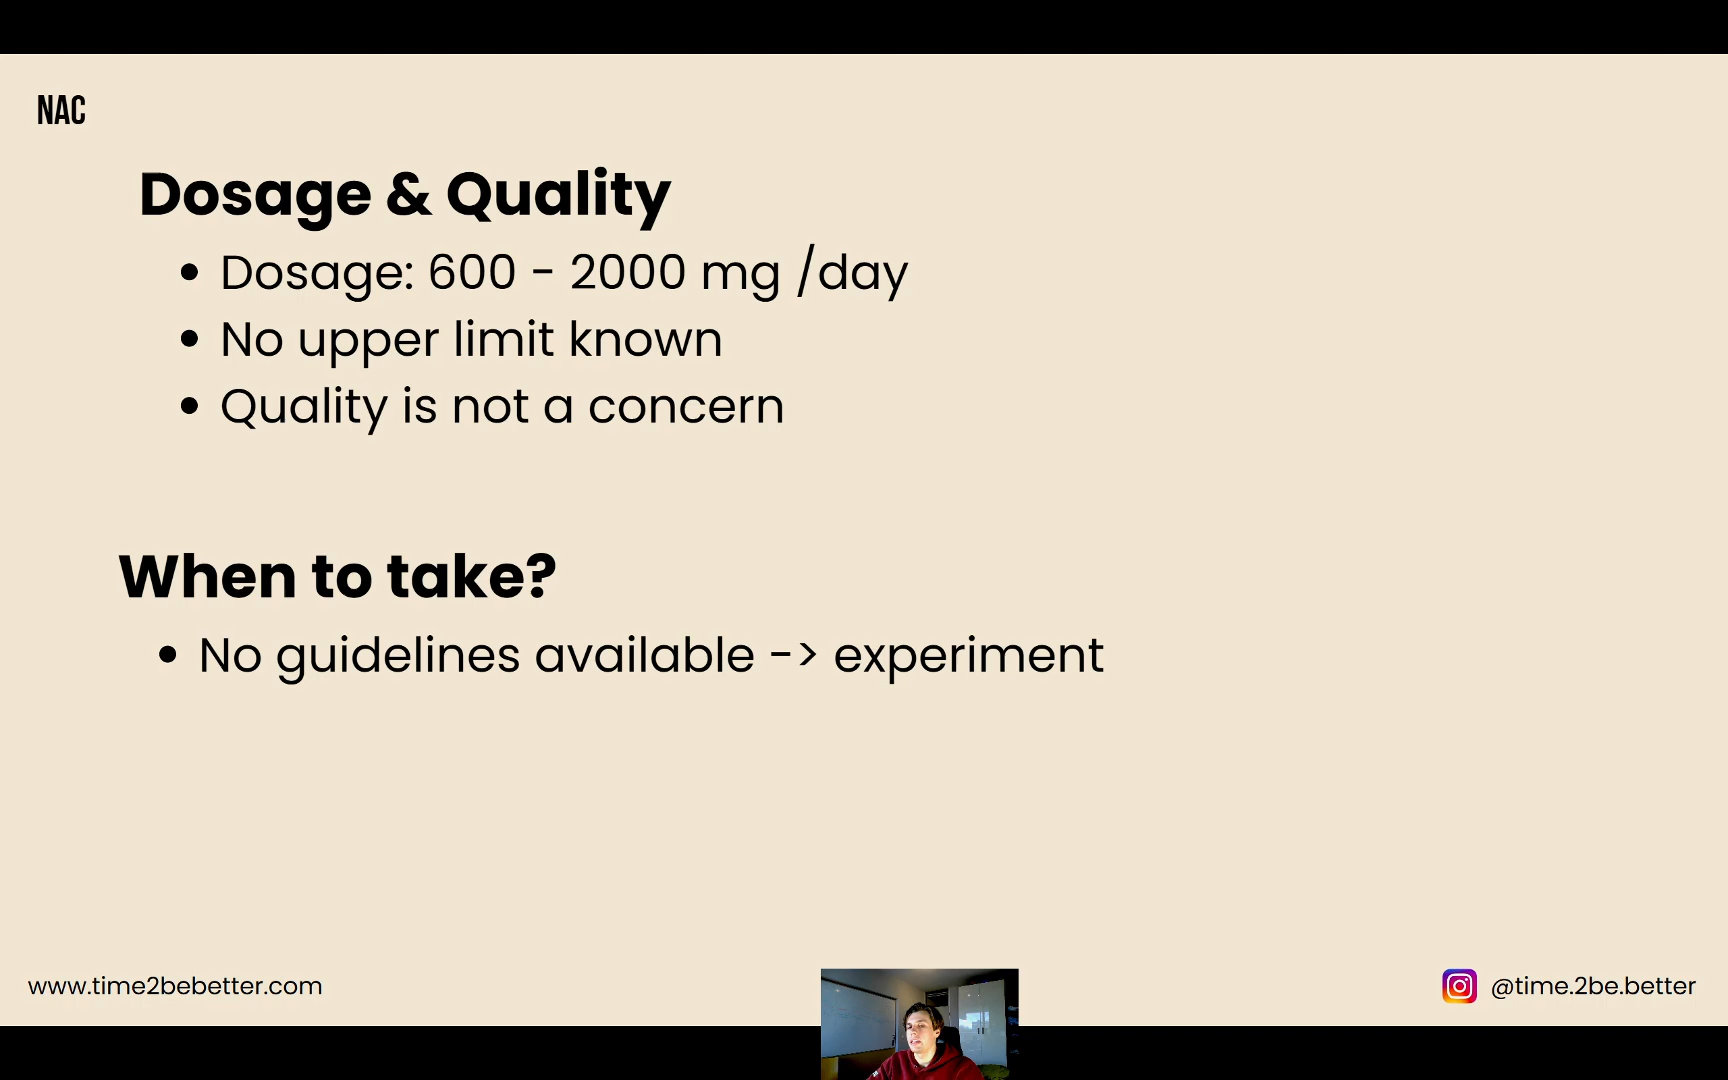 NAC
Dosage & Quality
• Dosage: 600 - 2000 mg /day
• No upper limit known
• Quality is not a concern
When to take?
• No guidelines available -> experiment
www.time2bebetter.com
@time.2be.better